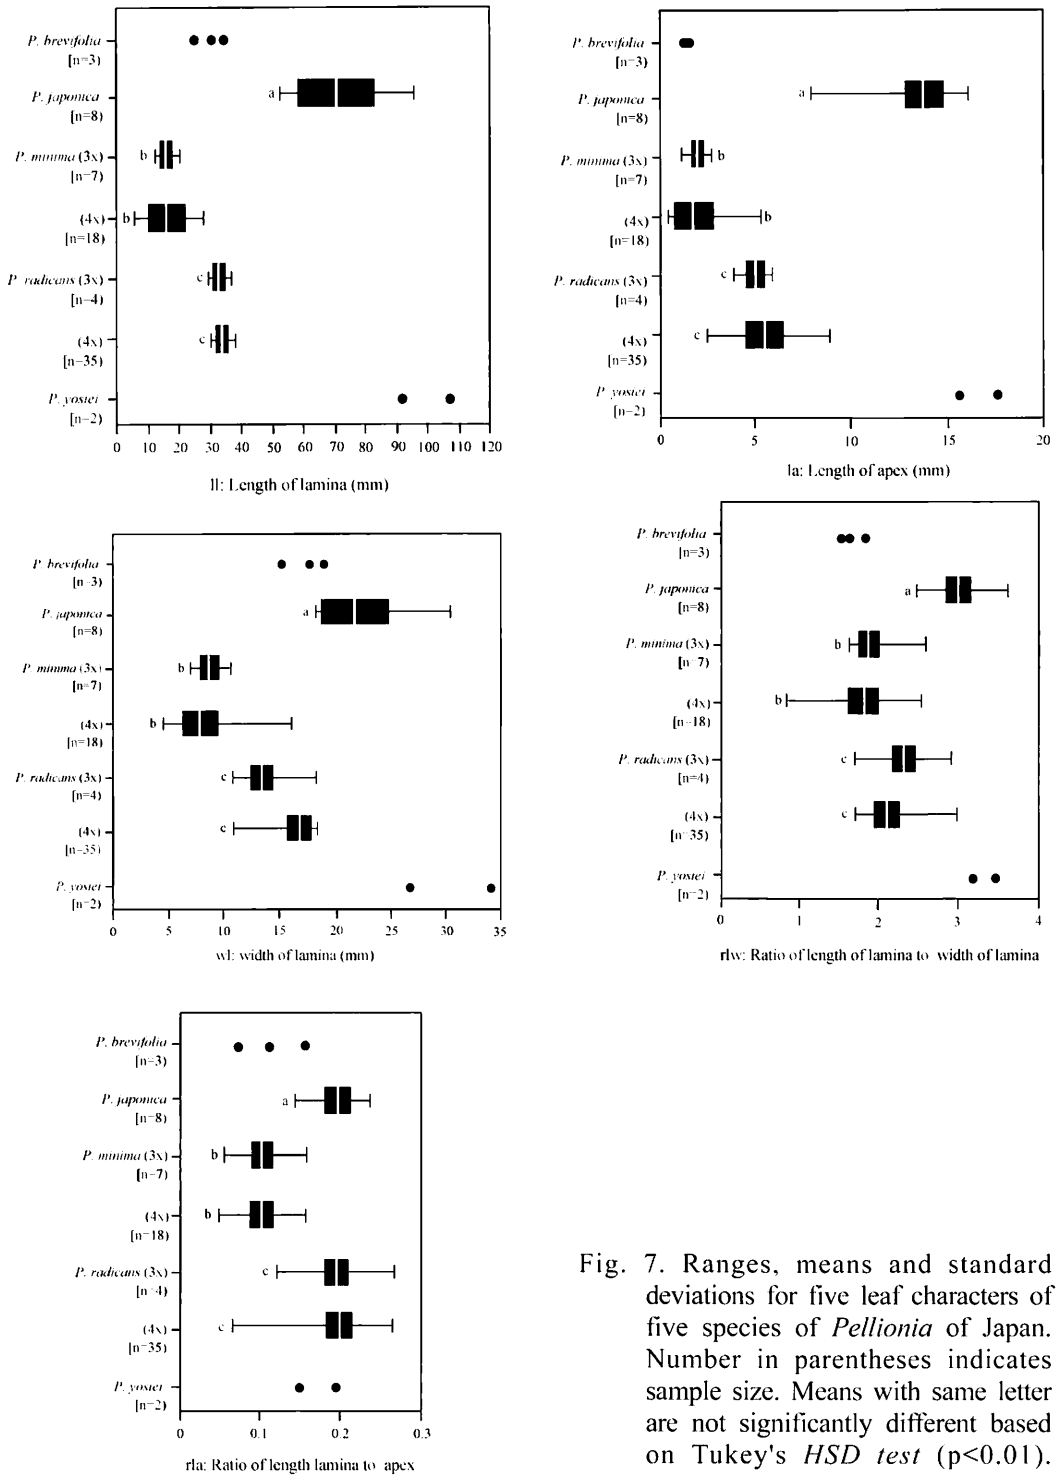 P. brevifolia
[n=3]
a
P. japonica
[n=8]
b
P. minima (3x)
[n=7]
b
(4x)
[n=18]
c
P. radicans (3x)
[n=4]
c
(4x)
[n=35]
P. yosiei
[n=2]
0 10 20 30 40 50 60 70 80 90 100 110 120
ll: Length of lamina (mm)
P. brevifolia
[n=3]
a
P. japonica
[n=8]
P. minima (3x)
b
[n=7]
(4x)
b
[n=18]
c
P. radicans (3x)
[n=4]
c
(4x)
[n=35]
P. yosiei
[n=2]
0 5 10 15 20
la: Length of apex (mm)
P. brevifolia
[n=3]
a
P. japonica
[n=8]
b
P. minima (3x)
[n=7]
b
(4x)
[n=18]
c
P. radicans (3x)
[n=4]
c
(4x)
[n=35]
P. yosiei
[n=2]
0 5 10 15 20 25 30 35
wl: width of lamina (mm)
P. brevifolia
[n=3]
a
P. japonica
[n=8]
b
P. minima (3x)
[n=7]
b
(4x)
[n=18]
c
P. radicans (3x)
[n=4]
c
(4x)
[n=35]
P. yosiei
[n=2]
0 1 2 3 4
rlw: Ratio of length of lamina to width of lamina
P. brevifolia
[n=3]
a
P. japonica
[n=8]
b
P. minima (3x)
[n=7]
b
(4x)
[n=18]
c
P. radicans (3x)
[n=4]
c
(4x)
[n=35]
P. yosiei
[n=2]
0 0.1 0.2 0.3
rla: Ratio of length lamina to apex
Fig. 7. Ranges, means and standard
deviations for five leaf characters of
five species of Pellionia of Japan.
Number in parentheses indicates
sample size. Means with same letter
are not significantly different based
on Tukey's HSD test (p<0.01).